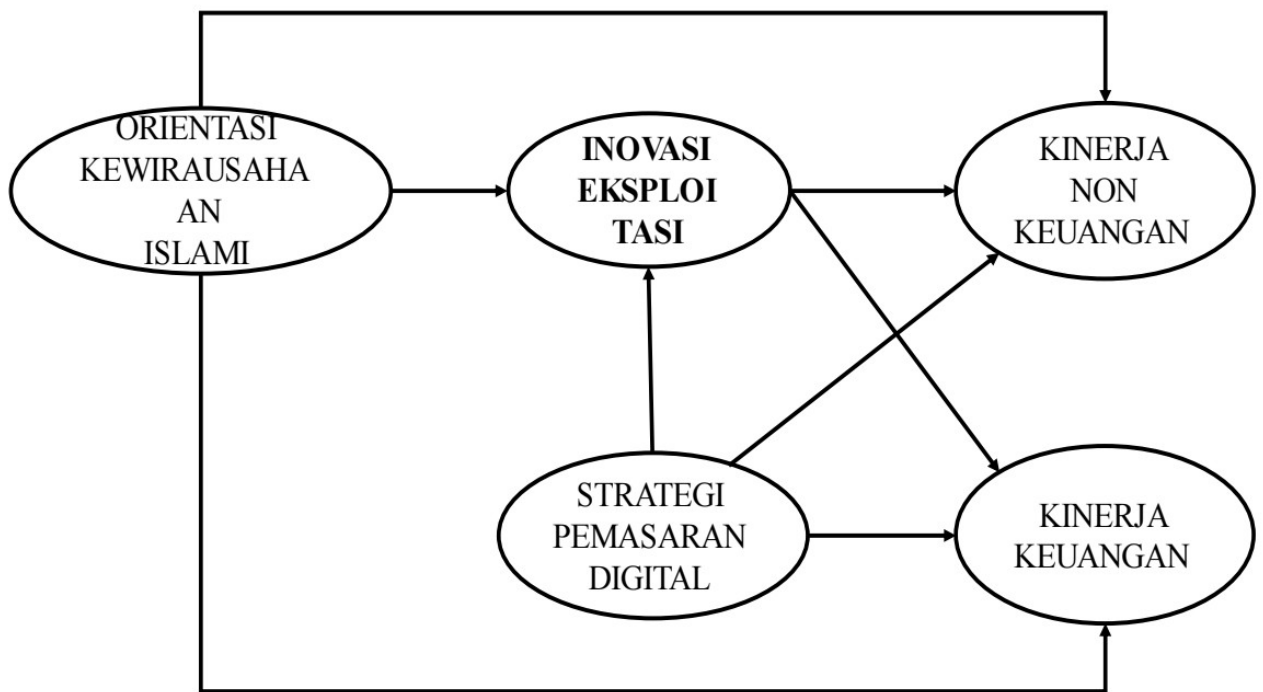 ORIENTASI
KEWIRAUSAHA
AN
ISLAMI
INOVASI
EKSPLOI
TASI
KINERJA
NON
KEUANGAN
STRATEGI
PEMASARAN
DIGITAL
KINERJA
KEUANGAN